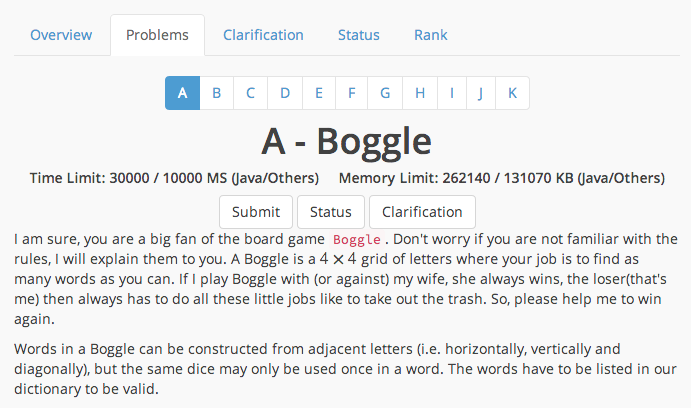 Overview Problems Clarification Status Rank
A B C D E F G H I J K
A - Boggle
Time Limit: 30000 / 10000 MS (Java/Others) Memory Limit: 262140 / 131070 KB (Java/Others)
Submit Status Clarification
I am sure, you are a big fan of the board game Boggle. Don't worry if you are not familiar with the
rules, I will explain them to you. A Boggle is a 4 × 4 grid of letters where your job is to find as
many words as you can. If I play Boggle with (or against) my wife, she always wins, the loser(that's
me) then always has to do all these little jobs like to take out the trash. So, please help me to win
again.
Words in a Boggle can be constructed from adjacent letters (i.e. horizontally, vertically and
diagonally), but the same dice may only be used once in a word. The words have to be listed in our
dictionary to be valid.